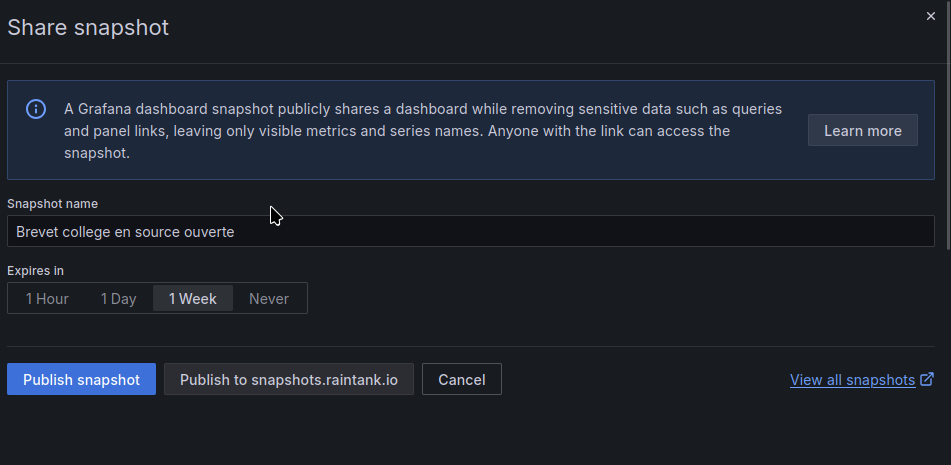 Share snapshot
A Grafana dashboard snapshot publicly shares a dashboard while removing sensitive data such as queries
and panel links, leaving only visible metrics and series names. Anyone with the link can access the
snapshot.
Learn more
Snapshot name
Brevet college en source ouverte
Expires in
1 Hour 1 Day 1 Week Never
Publish snapshot Publish to snapshots.raintank.io Cancel View all snapshots